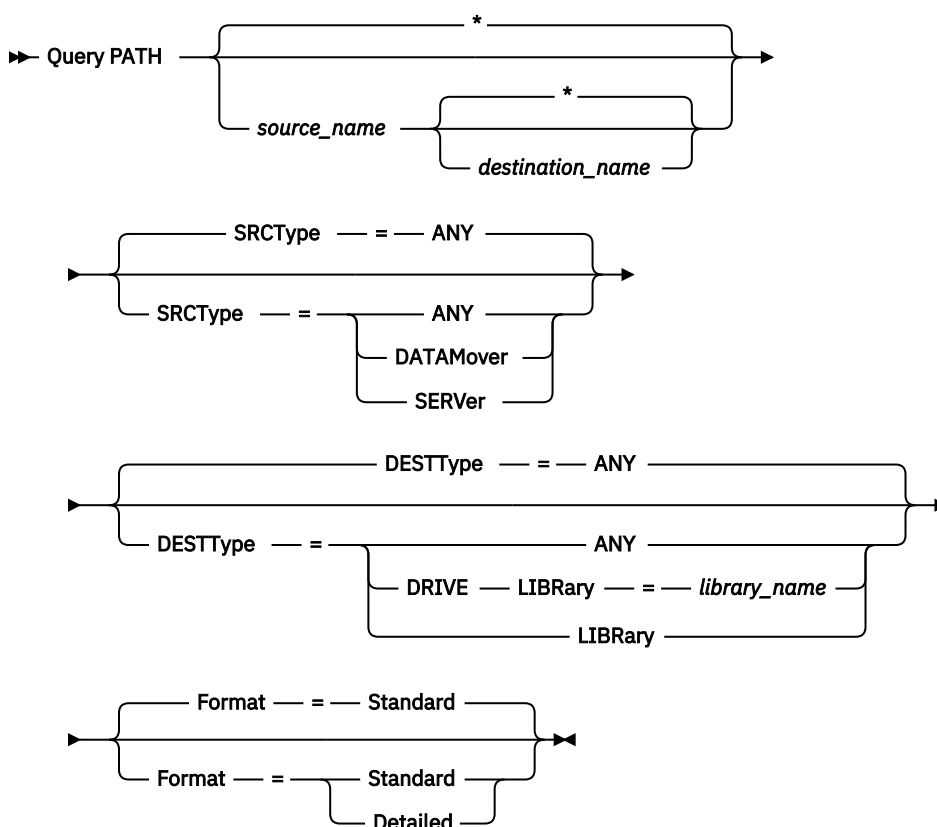 *
Query PATH
*
source_name
destination_name
SRCType = ANY
SRCType = ANY
DATAMover
SERVer
DESTType = ANY
DESTType = ANY
DRIVE LIBRary = library_name
LIBRary
Format = Standard
Format = Standard
Detailed